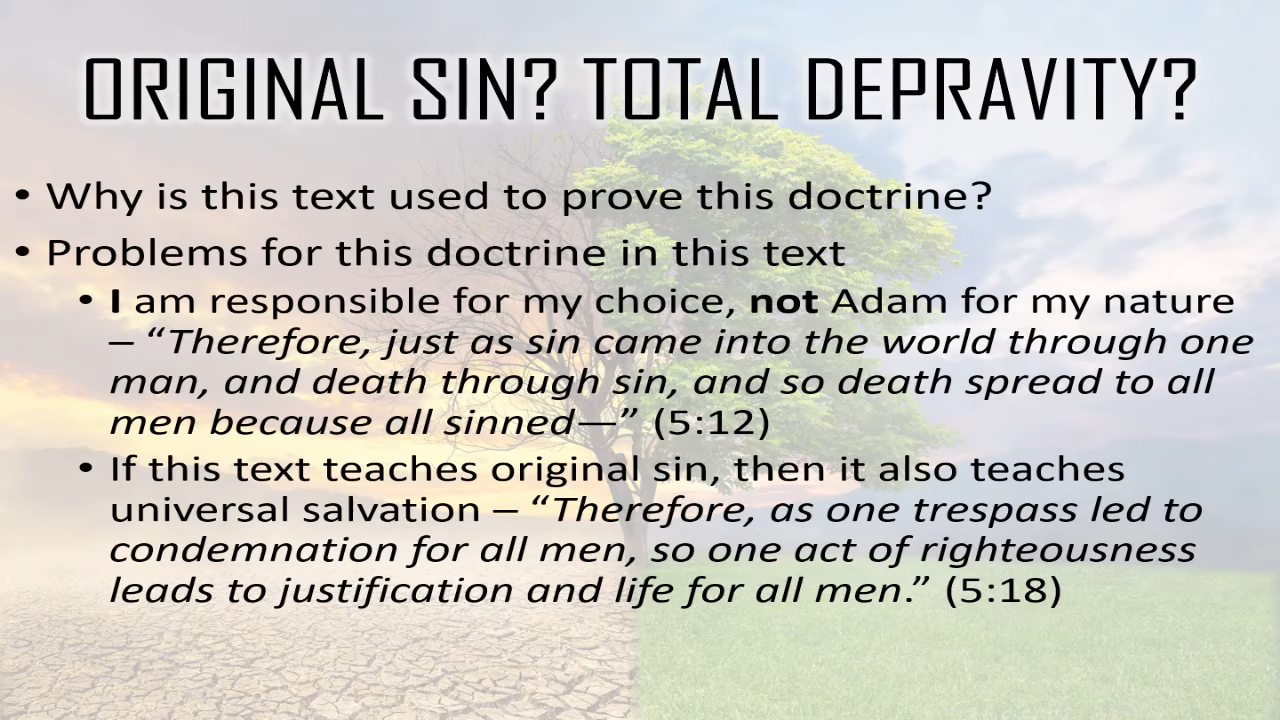 ORIGINAL SIN? TOTAL DEPRAVITY?
• Why is this text used to prove this doctrine?
• Problems for this doctrine in this text
• I am responsible for my choice, not Adam for my nature
– “Therefore, just as sin came into the world through one
man, and death through sin, and so death spread to all
men because all sinned—” (5:12)
• If this text teaches original sin, then it also teaches
universal salvation – “Therefore, as one trespass led to
condemnation for all men, so one act of righteousness
leads to justification and life for all men.” (5:18)